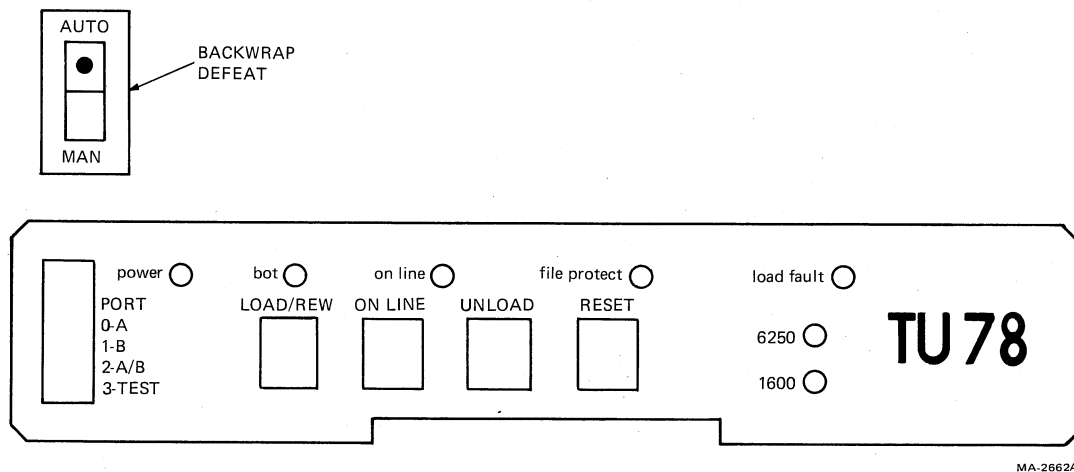 AUTO
BACKWRAP
DEFEAT
MAN
power
bot
on line
file protect
load fault
PORT
0-A
1-B
2-A/B
3-TEST
LOAD/REW
ON LINE
UNLOAD
RESET
6250
1600
TU78
MA-2662A